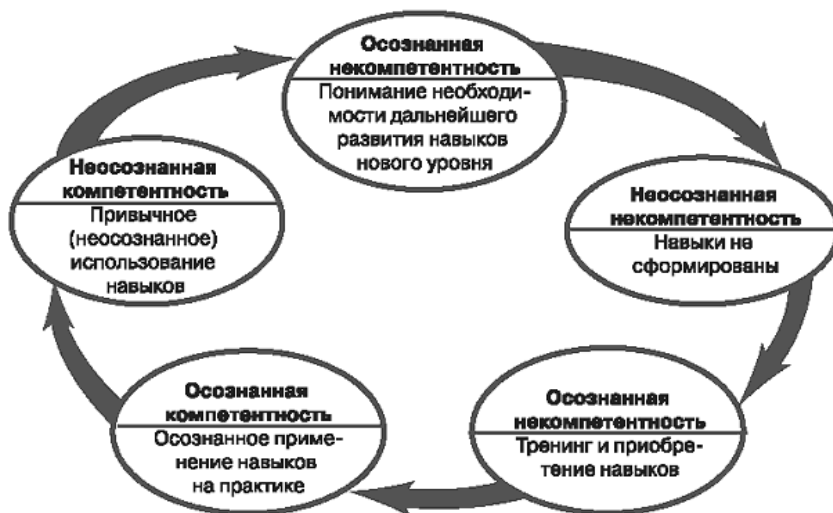 Осознанная
некомпетентность
Понимание необходи-
мости дальнейшего
развития навыков
нового уровня
Неосознанная
некомпетентность
Навыки не
сформированы
Осознанная
некомпетентность
Тренинг и приобре-
тение навыков
Осознанная
компетентность
Осознанное приме-
нение навыков
на практике
Неосознанная
компетентность
Привычное
(неосознанное)
использование
навыков